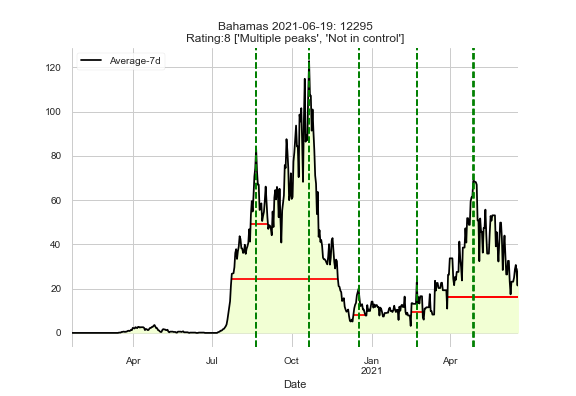 Bahamas 2021-06-19: 12295
Rating:8 ['Multiple peaks', 'Not in control']
Average-7d
120
100
80
60
40
20
0
Apr
Jul
Oct
Jan
2021
Apr
Date